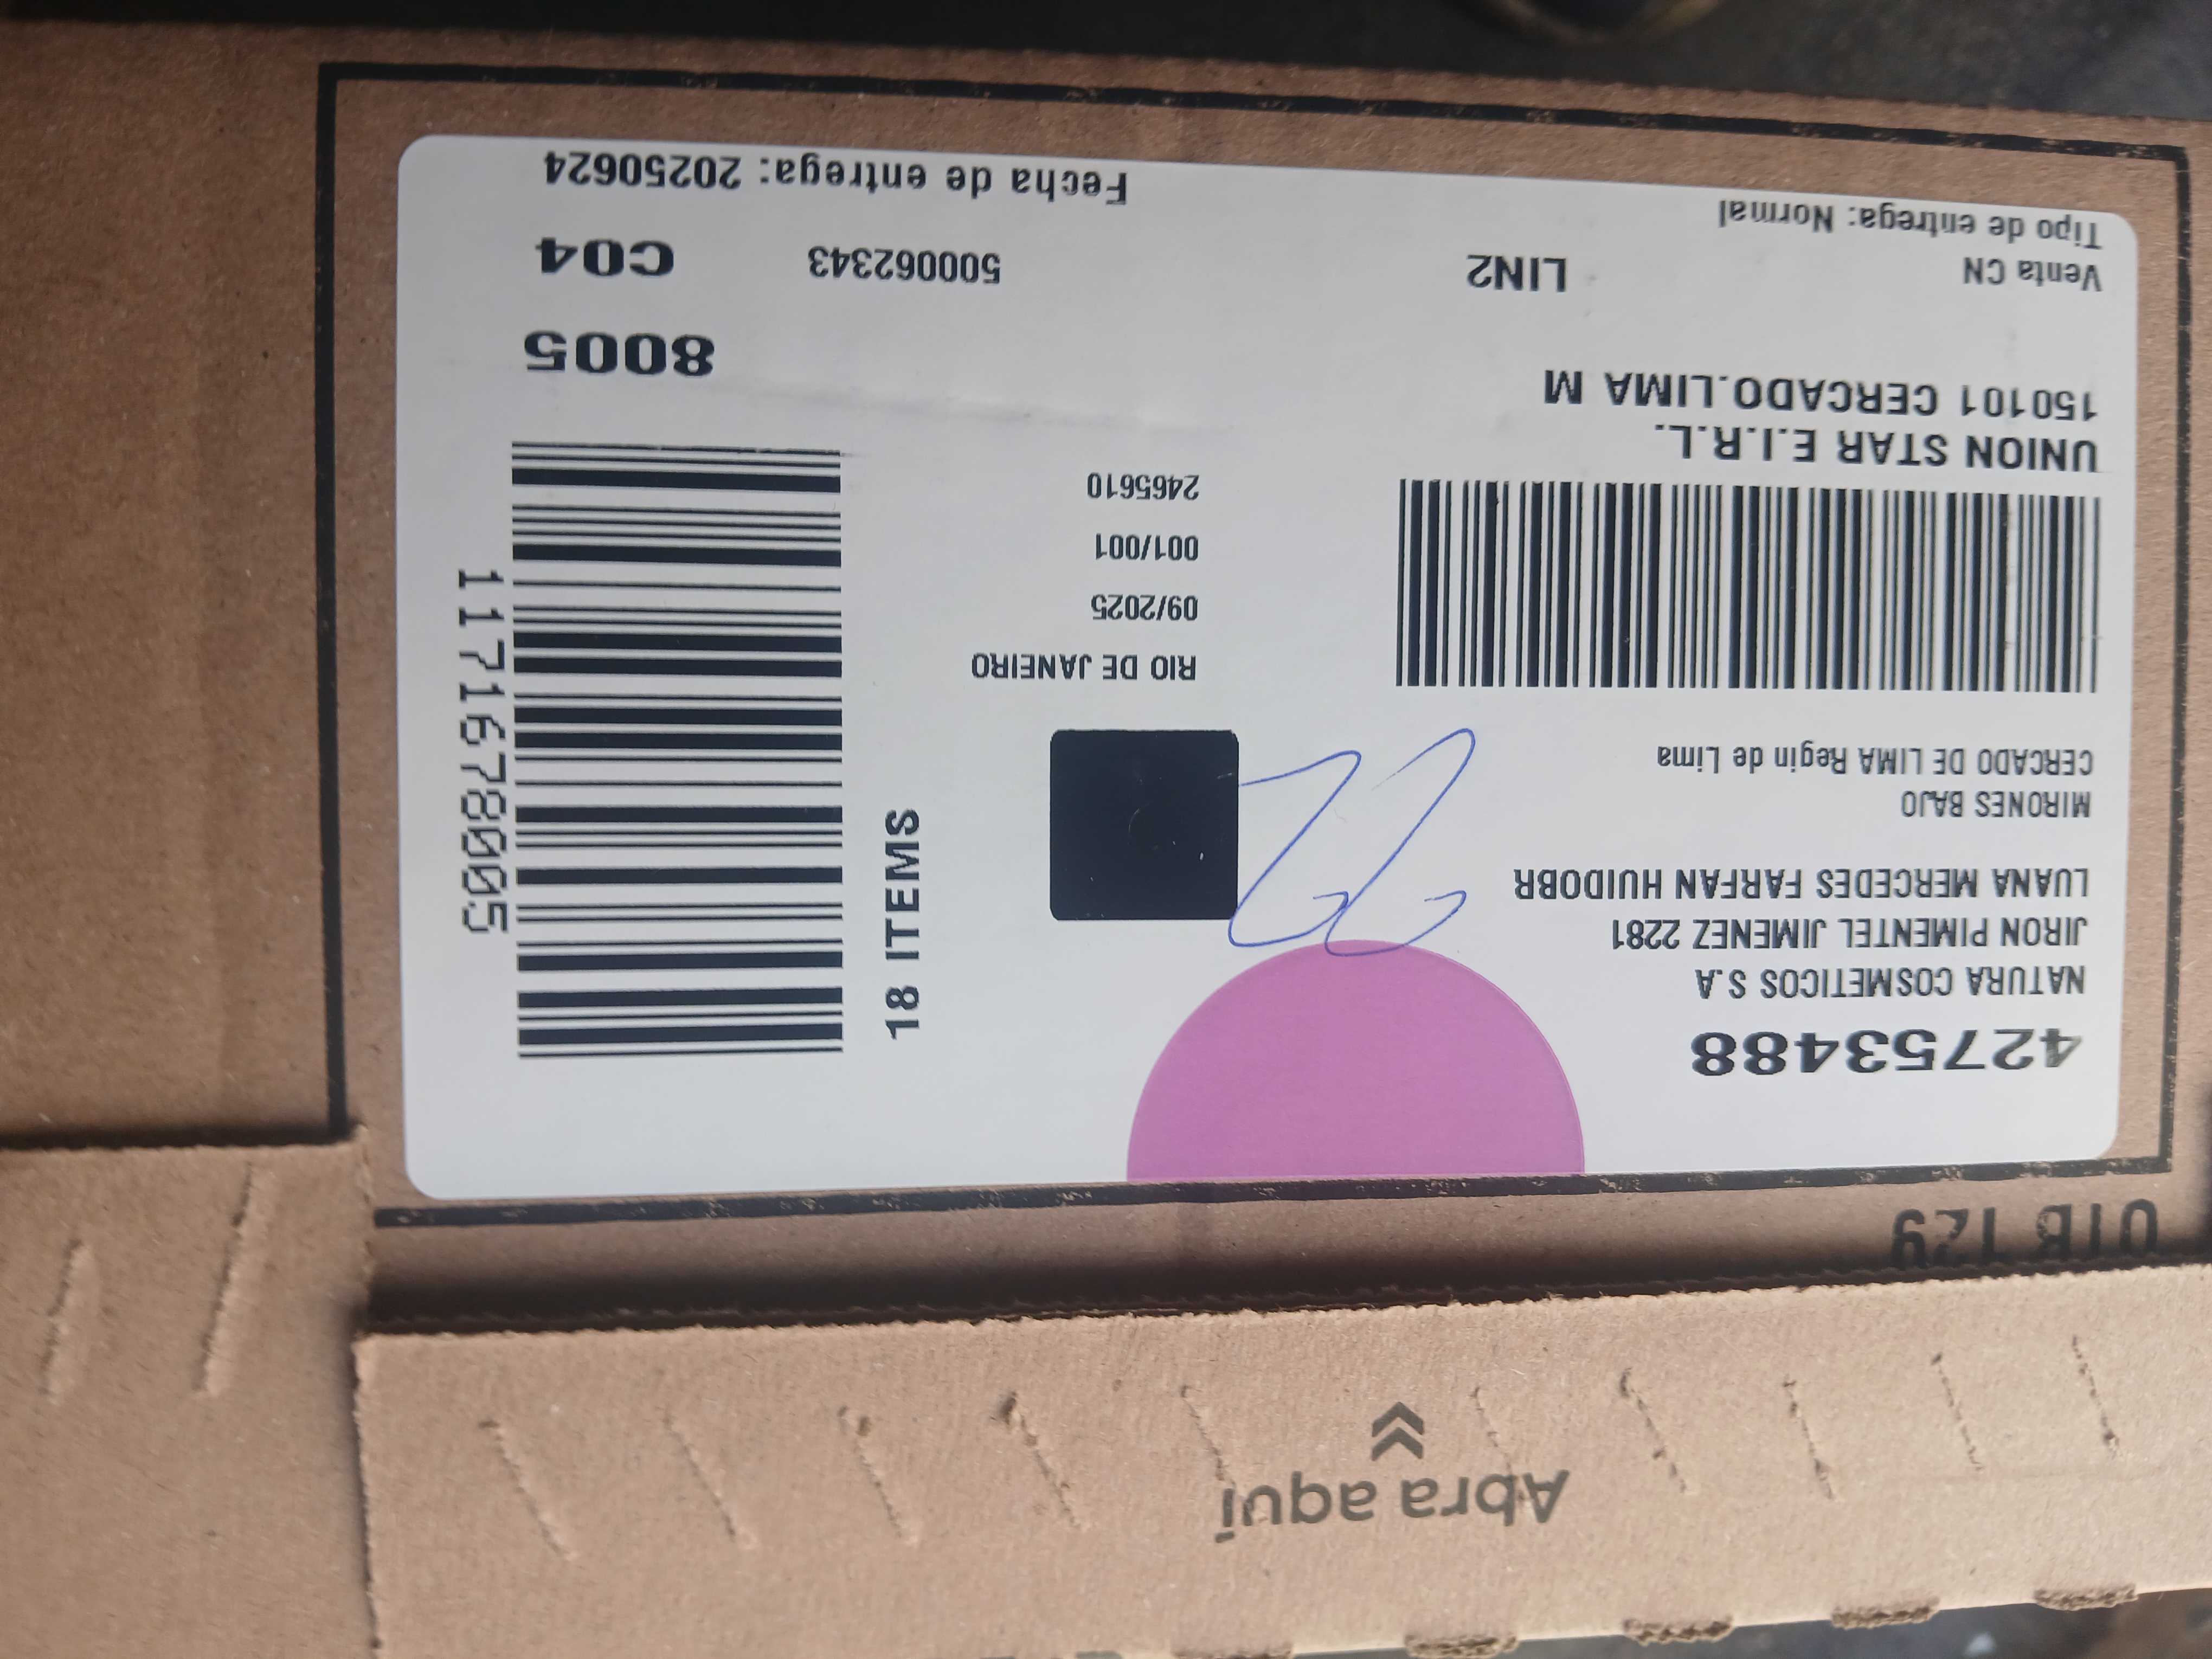 01B 129
42753488
NATURA COSMETICOS S.A
JIRON PIMENTEL JIMENEZ 2281
LUANA MERCEDES FARFAN HUIDOBR
MIRONES BAJO
CERCADO DE LIMA Regin de Lima
UNION STAR E.I.R.L.
150101 CERCADO.LIMA M
Venta CN
LIN2
Tipo de entrega: Normal
RIO DE JANEIRO
09/2025
001/001
2465610
18 ITEMS
1171678005
8005
500062343
C04
Fecha de entrega: 20250624
Abra aquí